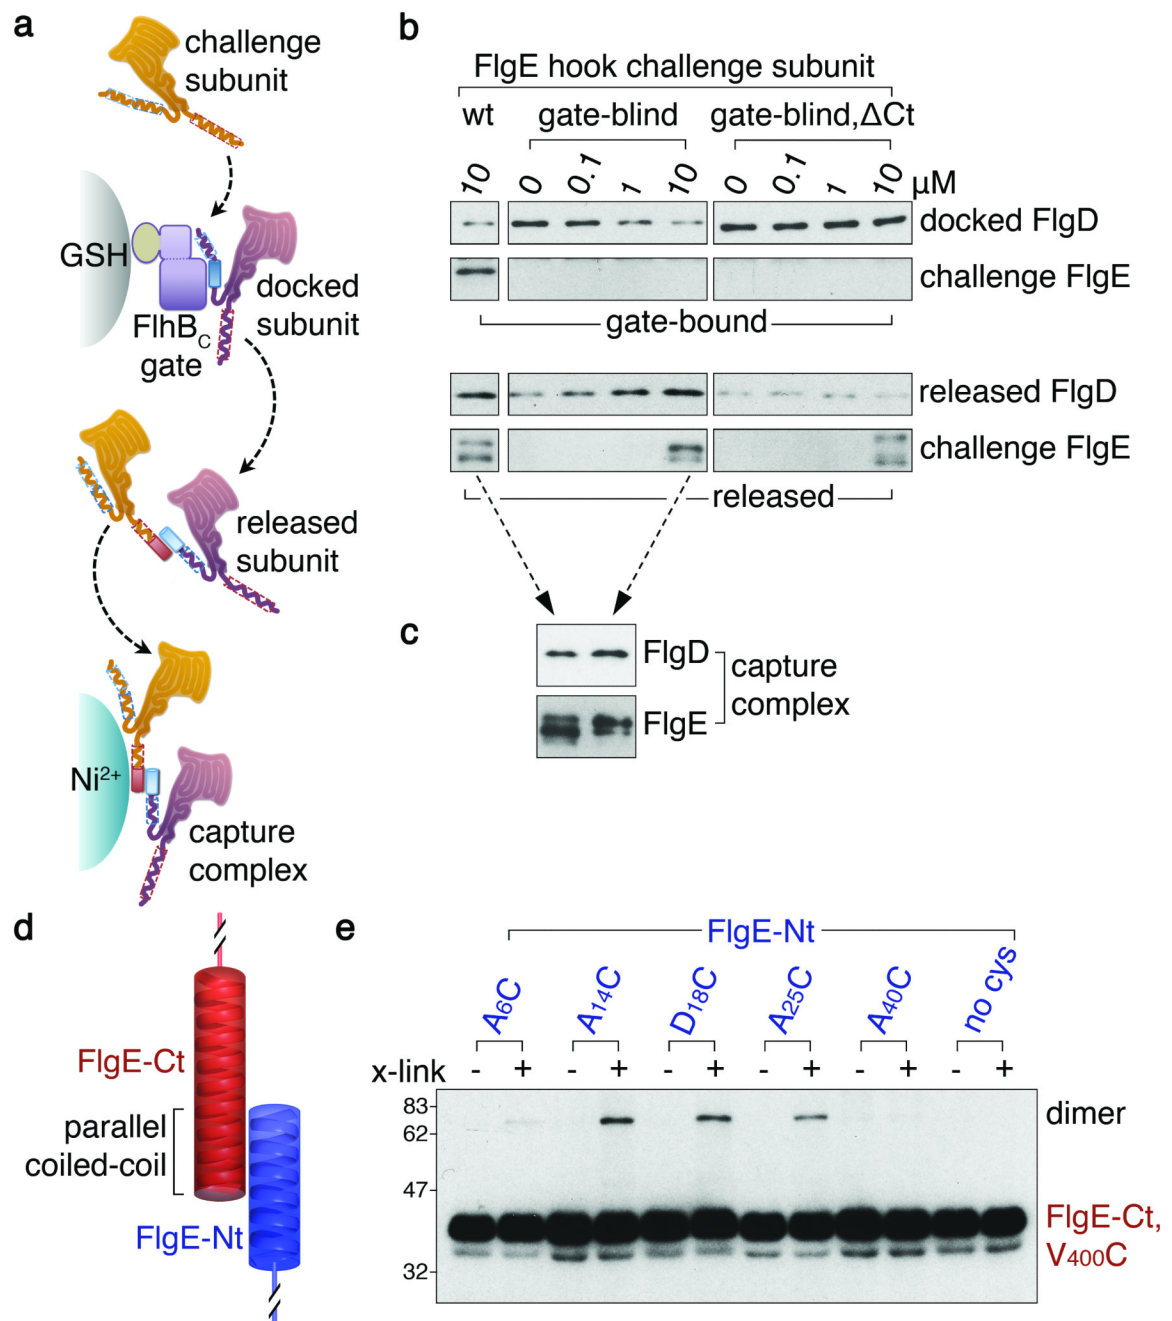 a
challenge
subunit
GSH
FlhBC
gate
docked
subunit
released
subunit
Ni2+
capture
complex
b
FlgE hook challenge subunit
wt
gate-blind
gate-blind,ΔCt
10
0
0.1
1
10
0
0.1
1
10
μM
docked FlgD
challenge FlgE
gate-bound
released FlgD
challenge FlgE
released
c
FlgD
FlgE
capture
complex
d
FlgE-Ct
parallel
coiled-coil
FlgE-Nt
e
FlgE-Nt
A6C
A14C
D18C
A25C
A40C
no cys
x-link
- + - + - + - + - + - +
83
62
47
32
dimer
FlgE-Ct,
V400C